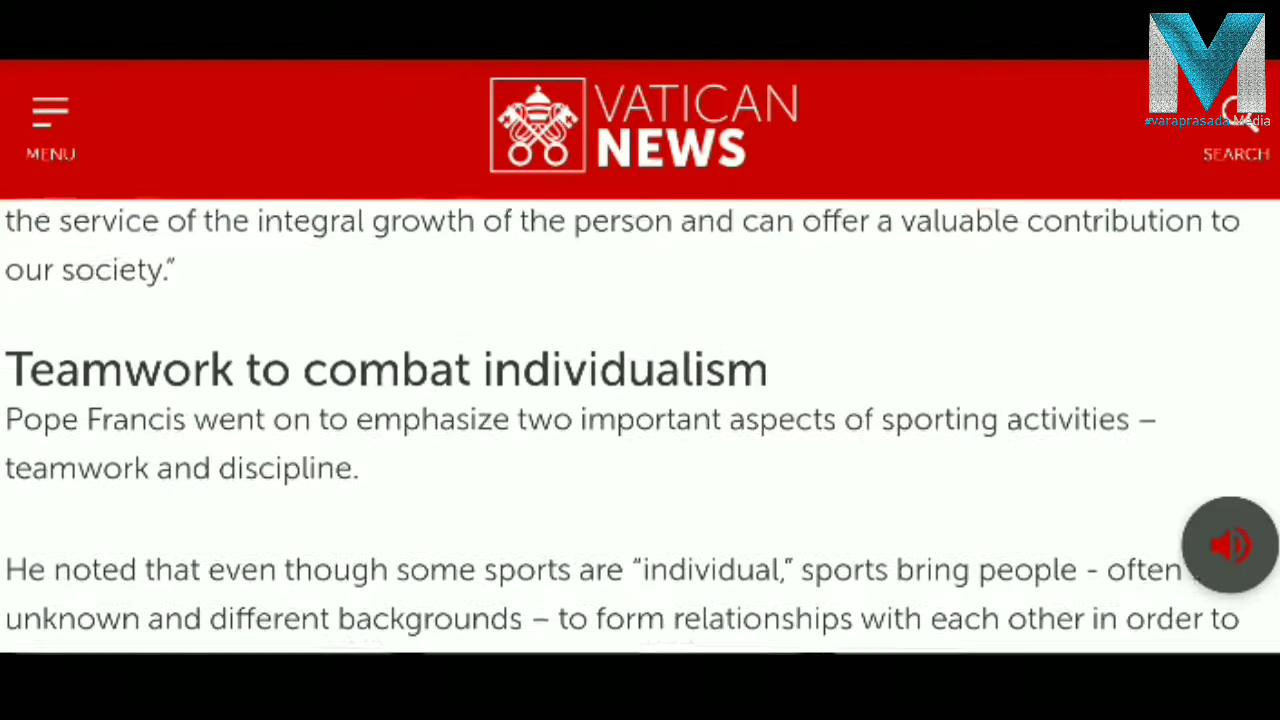 VATICAN
NEWS
MENU
#varaprasada Media
SEARCH
the service of the integral growth of the person and can offer a valuable contribution to
our society.”
Teamwork to combat individualism
Pope Francis went on to emphasize two important aspects of sporting activities –
teamwork and discipline.
He noted that even though some sports are “individual,” sports bring people - often
unknown and different backgrounds – to form relationships with each other in order to